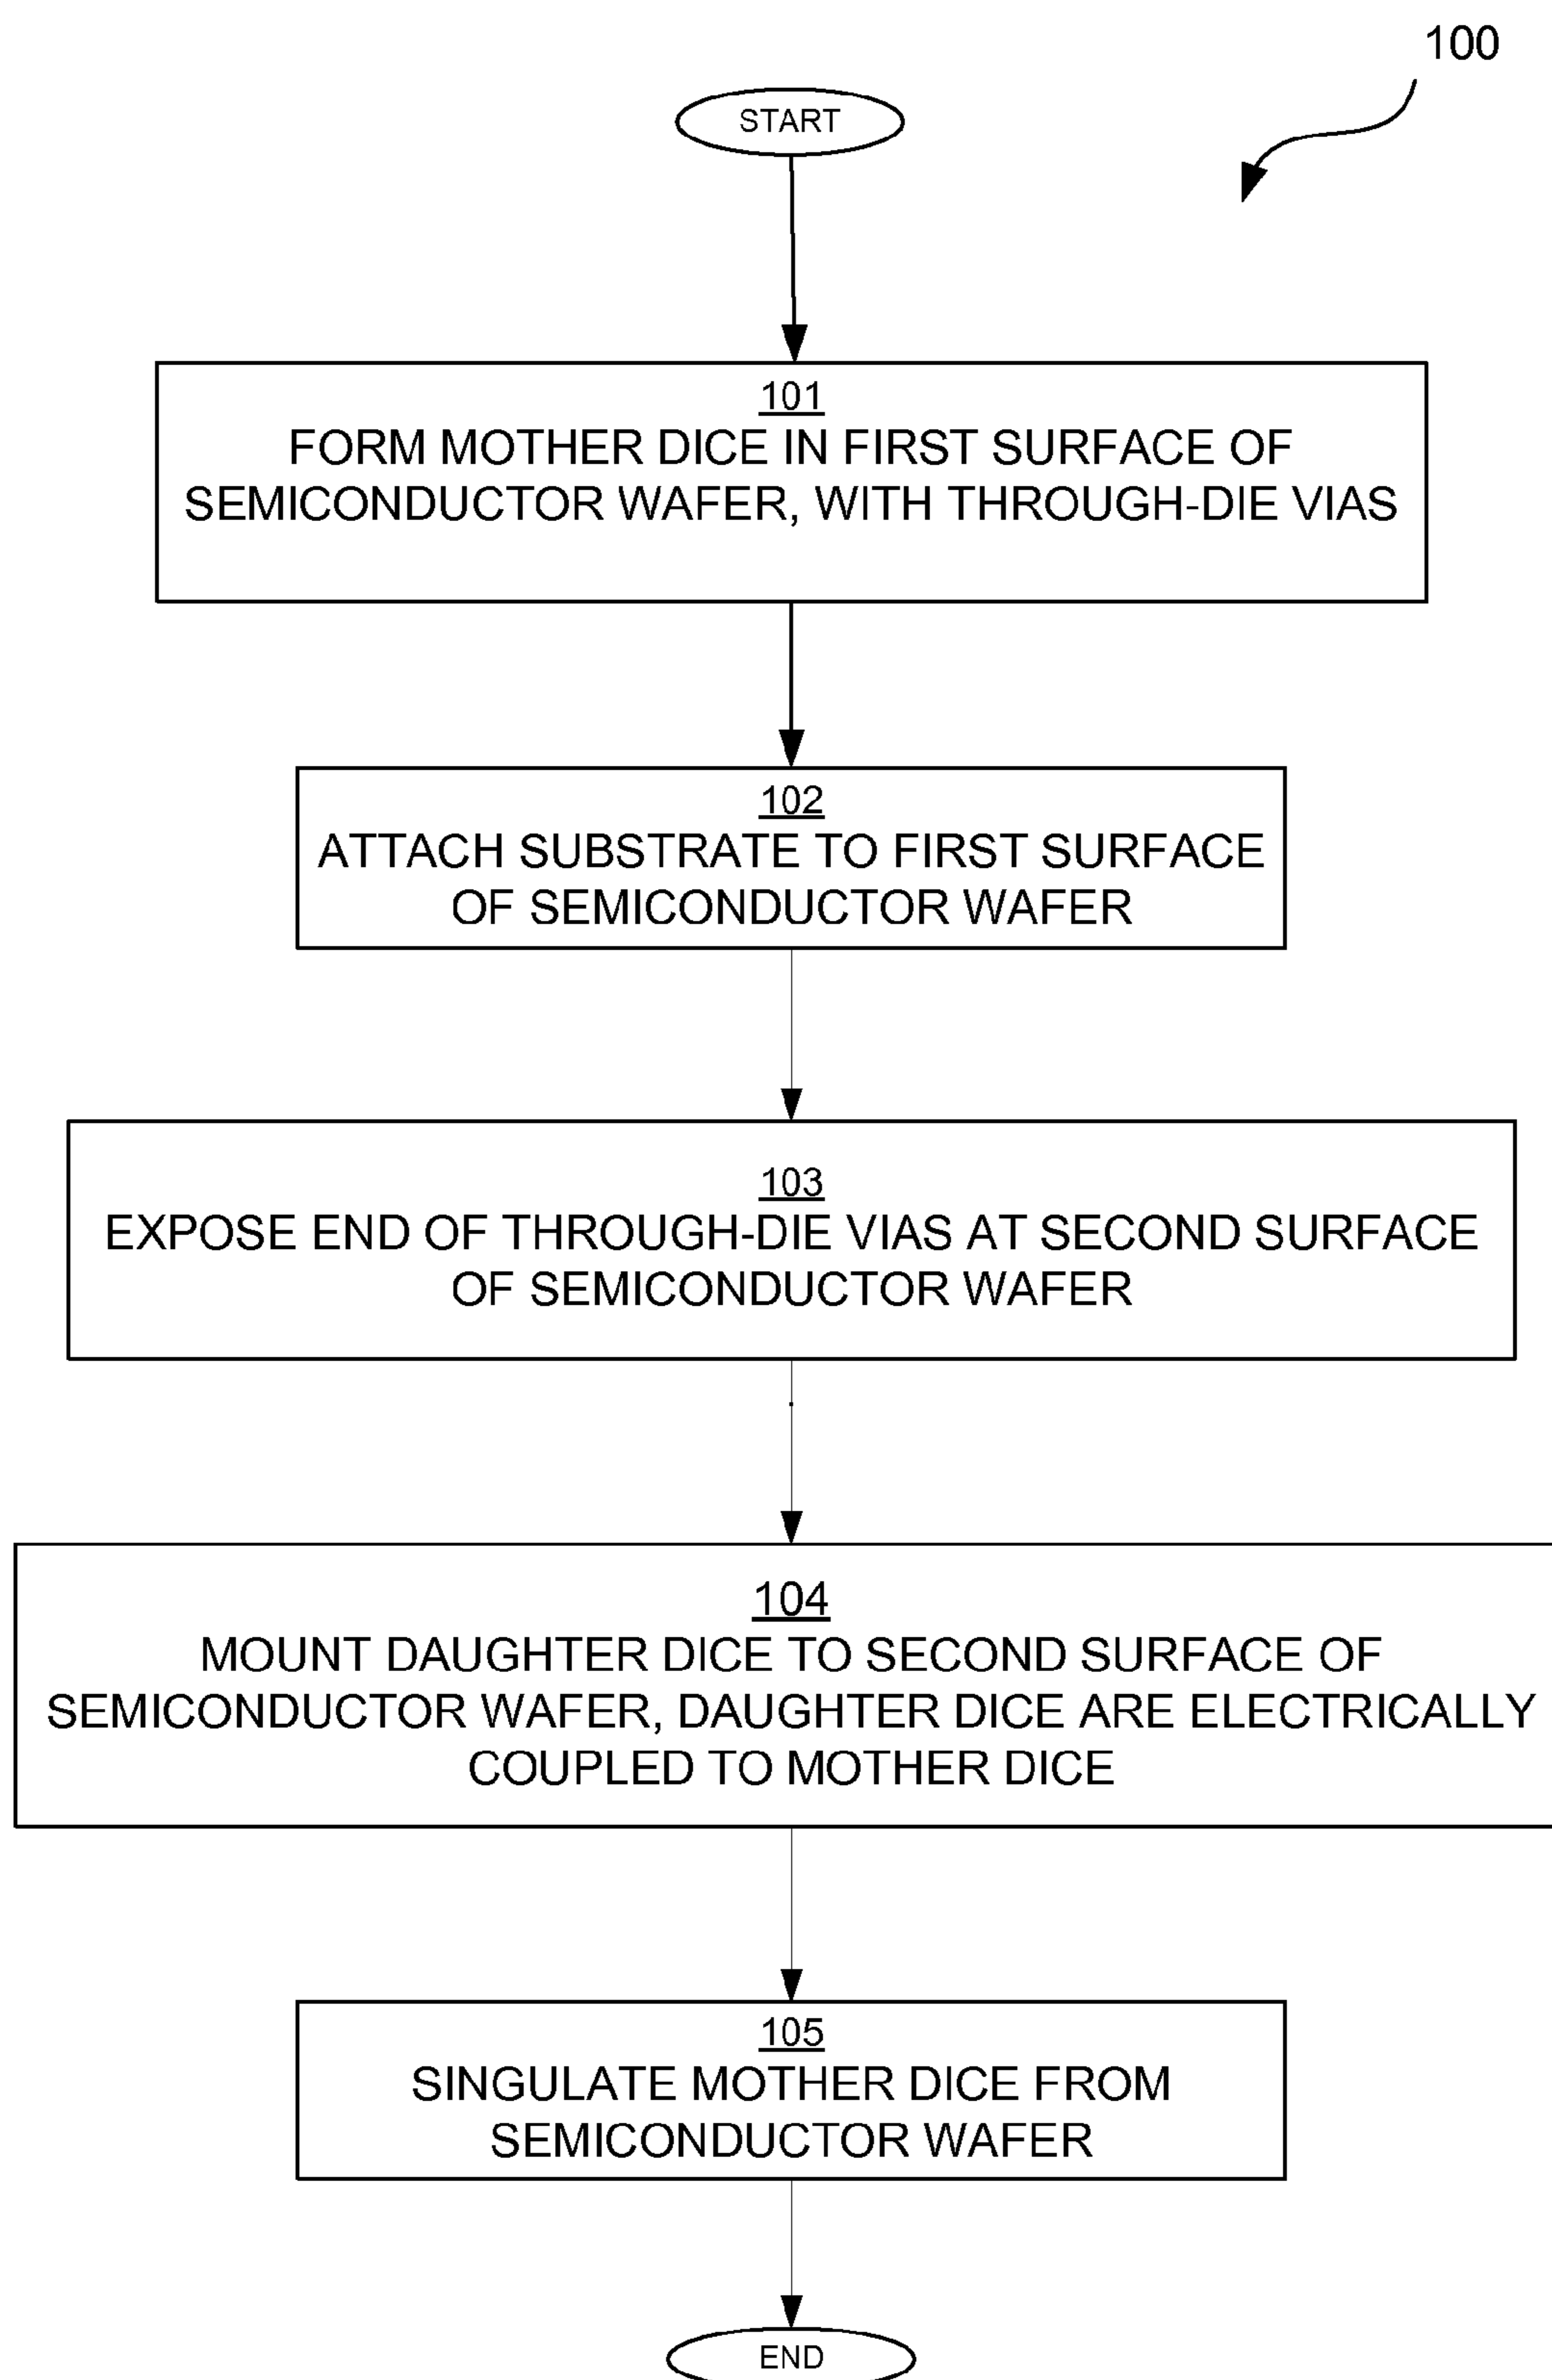 100
START
101
FORM MOTHER DICE IN FIRST SURFACE OF
SEMICONDUCTOR WAFER, WITH THROUGH-DIE VIAS
102
ATTACH SUBSTRATE TO FIRST SURFACE
OF SEMICONDUCTOR WAFER
103
EXPOSE END OF THROUGH-DIE VIAS AT SECOND SURFACE
OF SEMICONDUCTOR WAFER
104
MOUNT DAUGHTER DICE TO SECOND SURFACE OF
SEMICONDUCTOR WAFER, DAUGHTER DICE ARE ELECTRICALLY
COUPLED TO MOTHER DICE
105
SINGULATE MOTHER DICE FROM
SEMICONDUCTOR WAFER
END